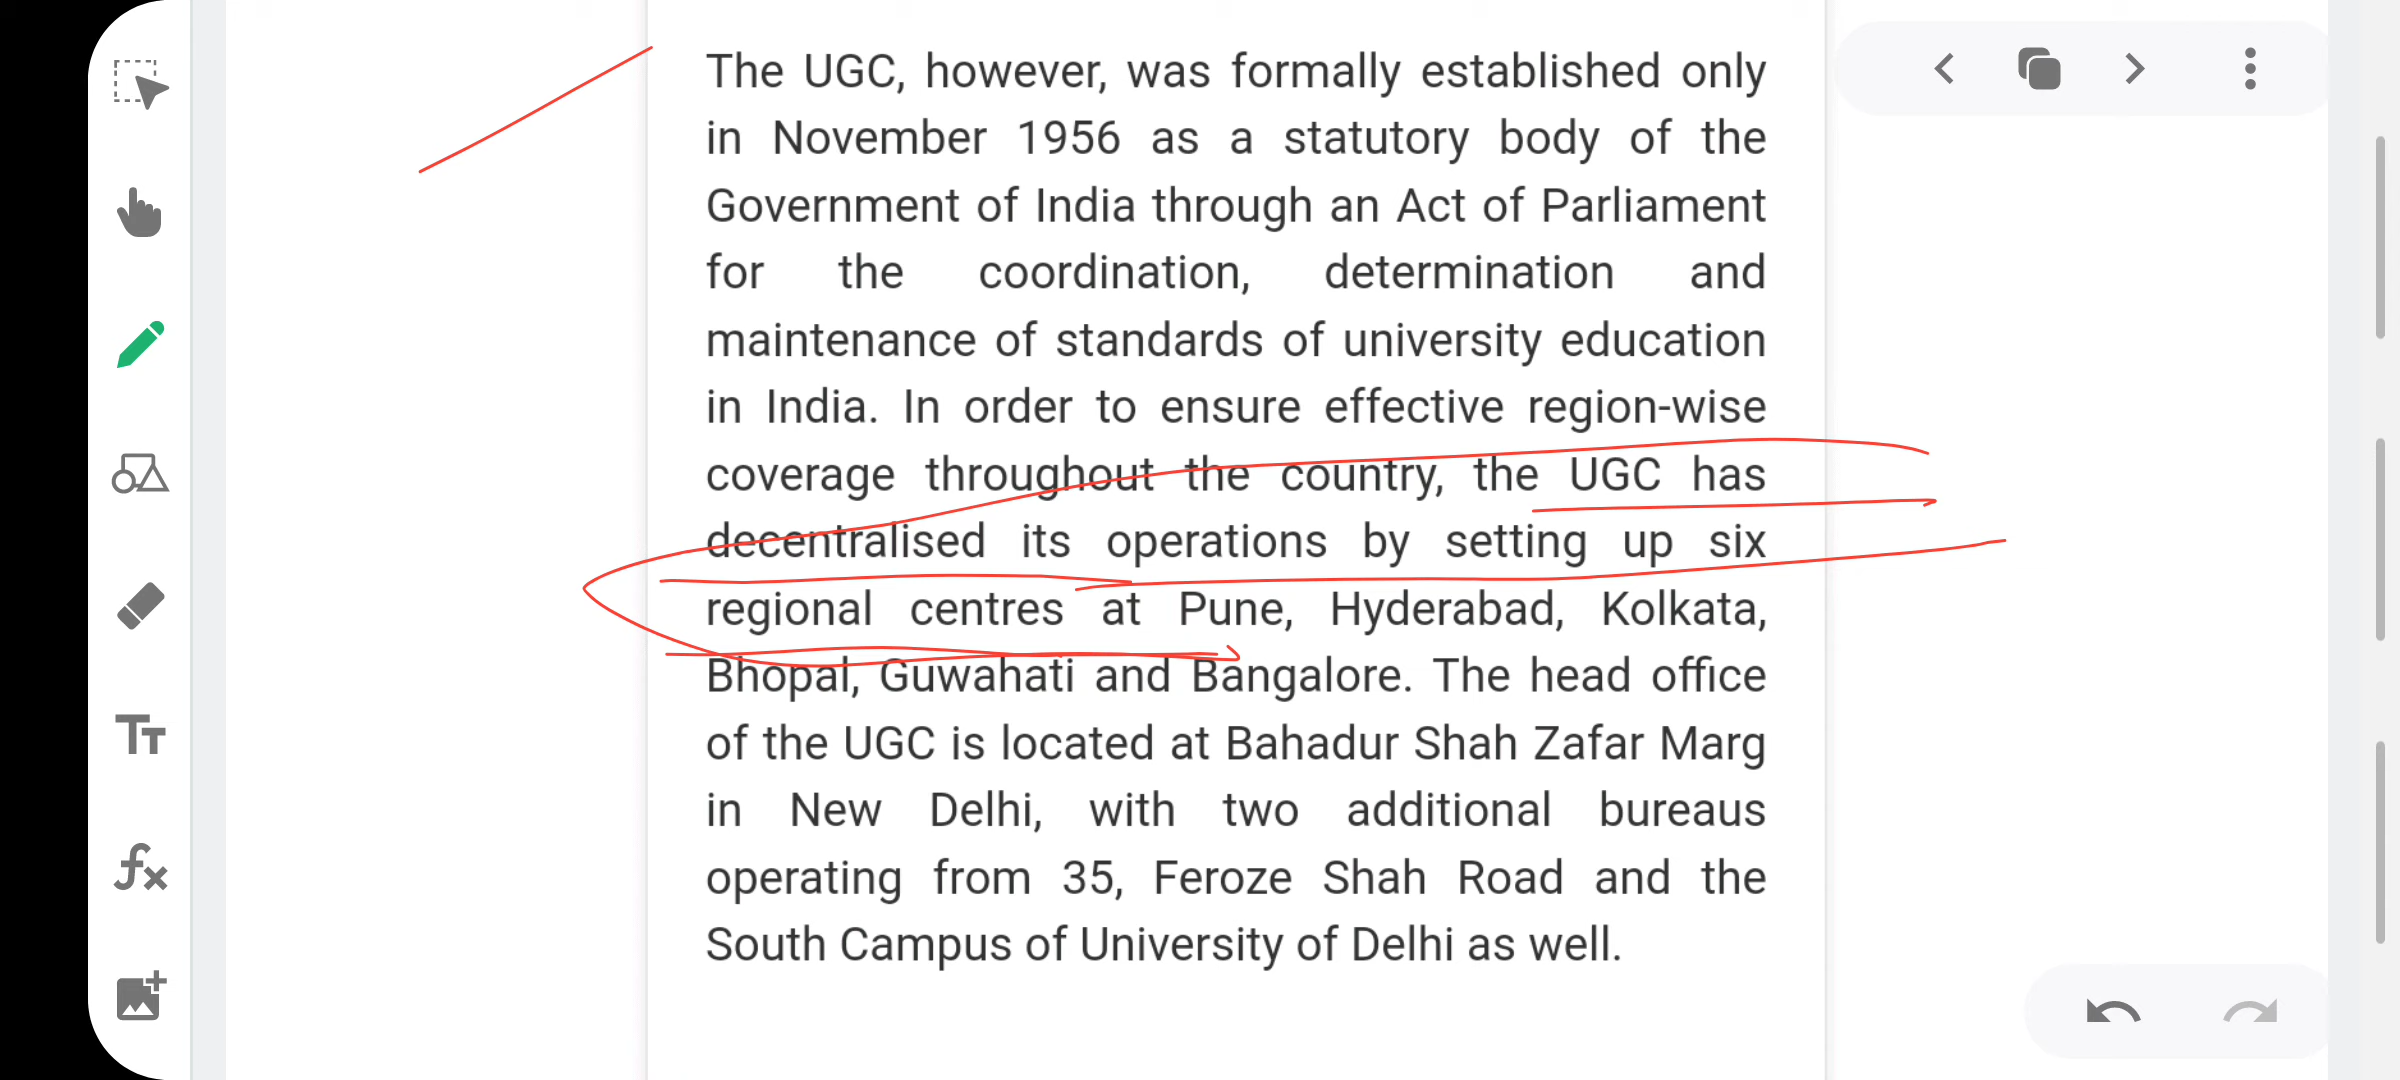 The UGC, however, was formally established only
in November 1956 as a statutory body of the
Government of India through an Act of Parliament
for the coordination, determination and
maintenance of standards of university education
in India. In order to ensure effective region-wise
coverage throughout the country, the UGC has
decentralised its operations by setting up six
regional centres at Pune, Hyderabad, Kolkata,
Bhopal, Guwahati and Bangalore. The head office
of the UGC is located at Bahadur Shah Zafar Marg
in New Delhi, with two additional bureaus
operating from 35, Feroze Shah Road and the
South Campus of University of Delhi as well.